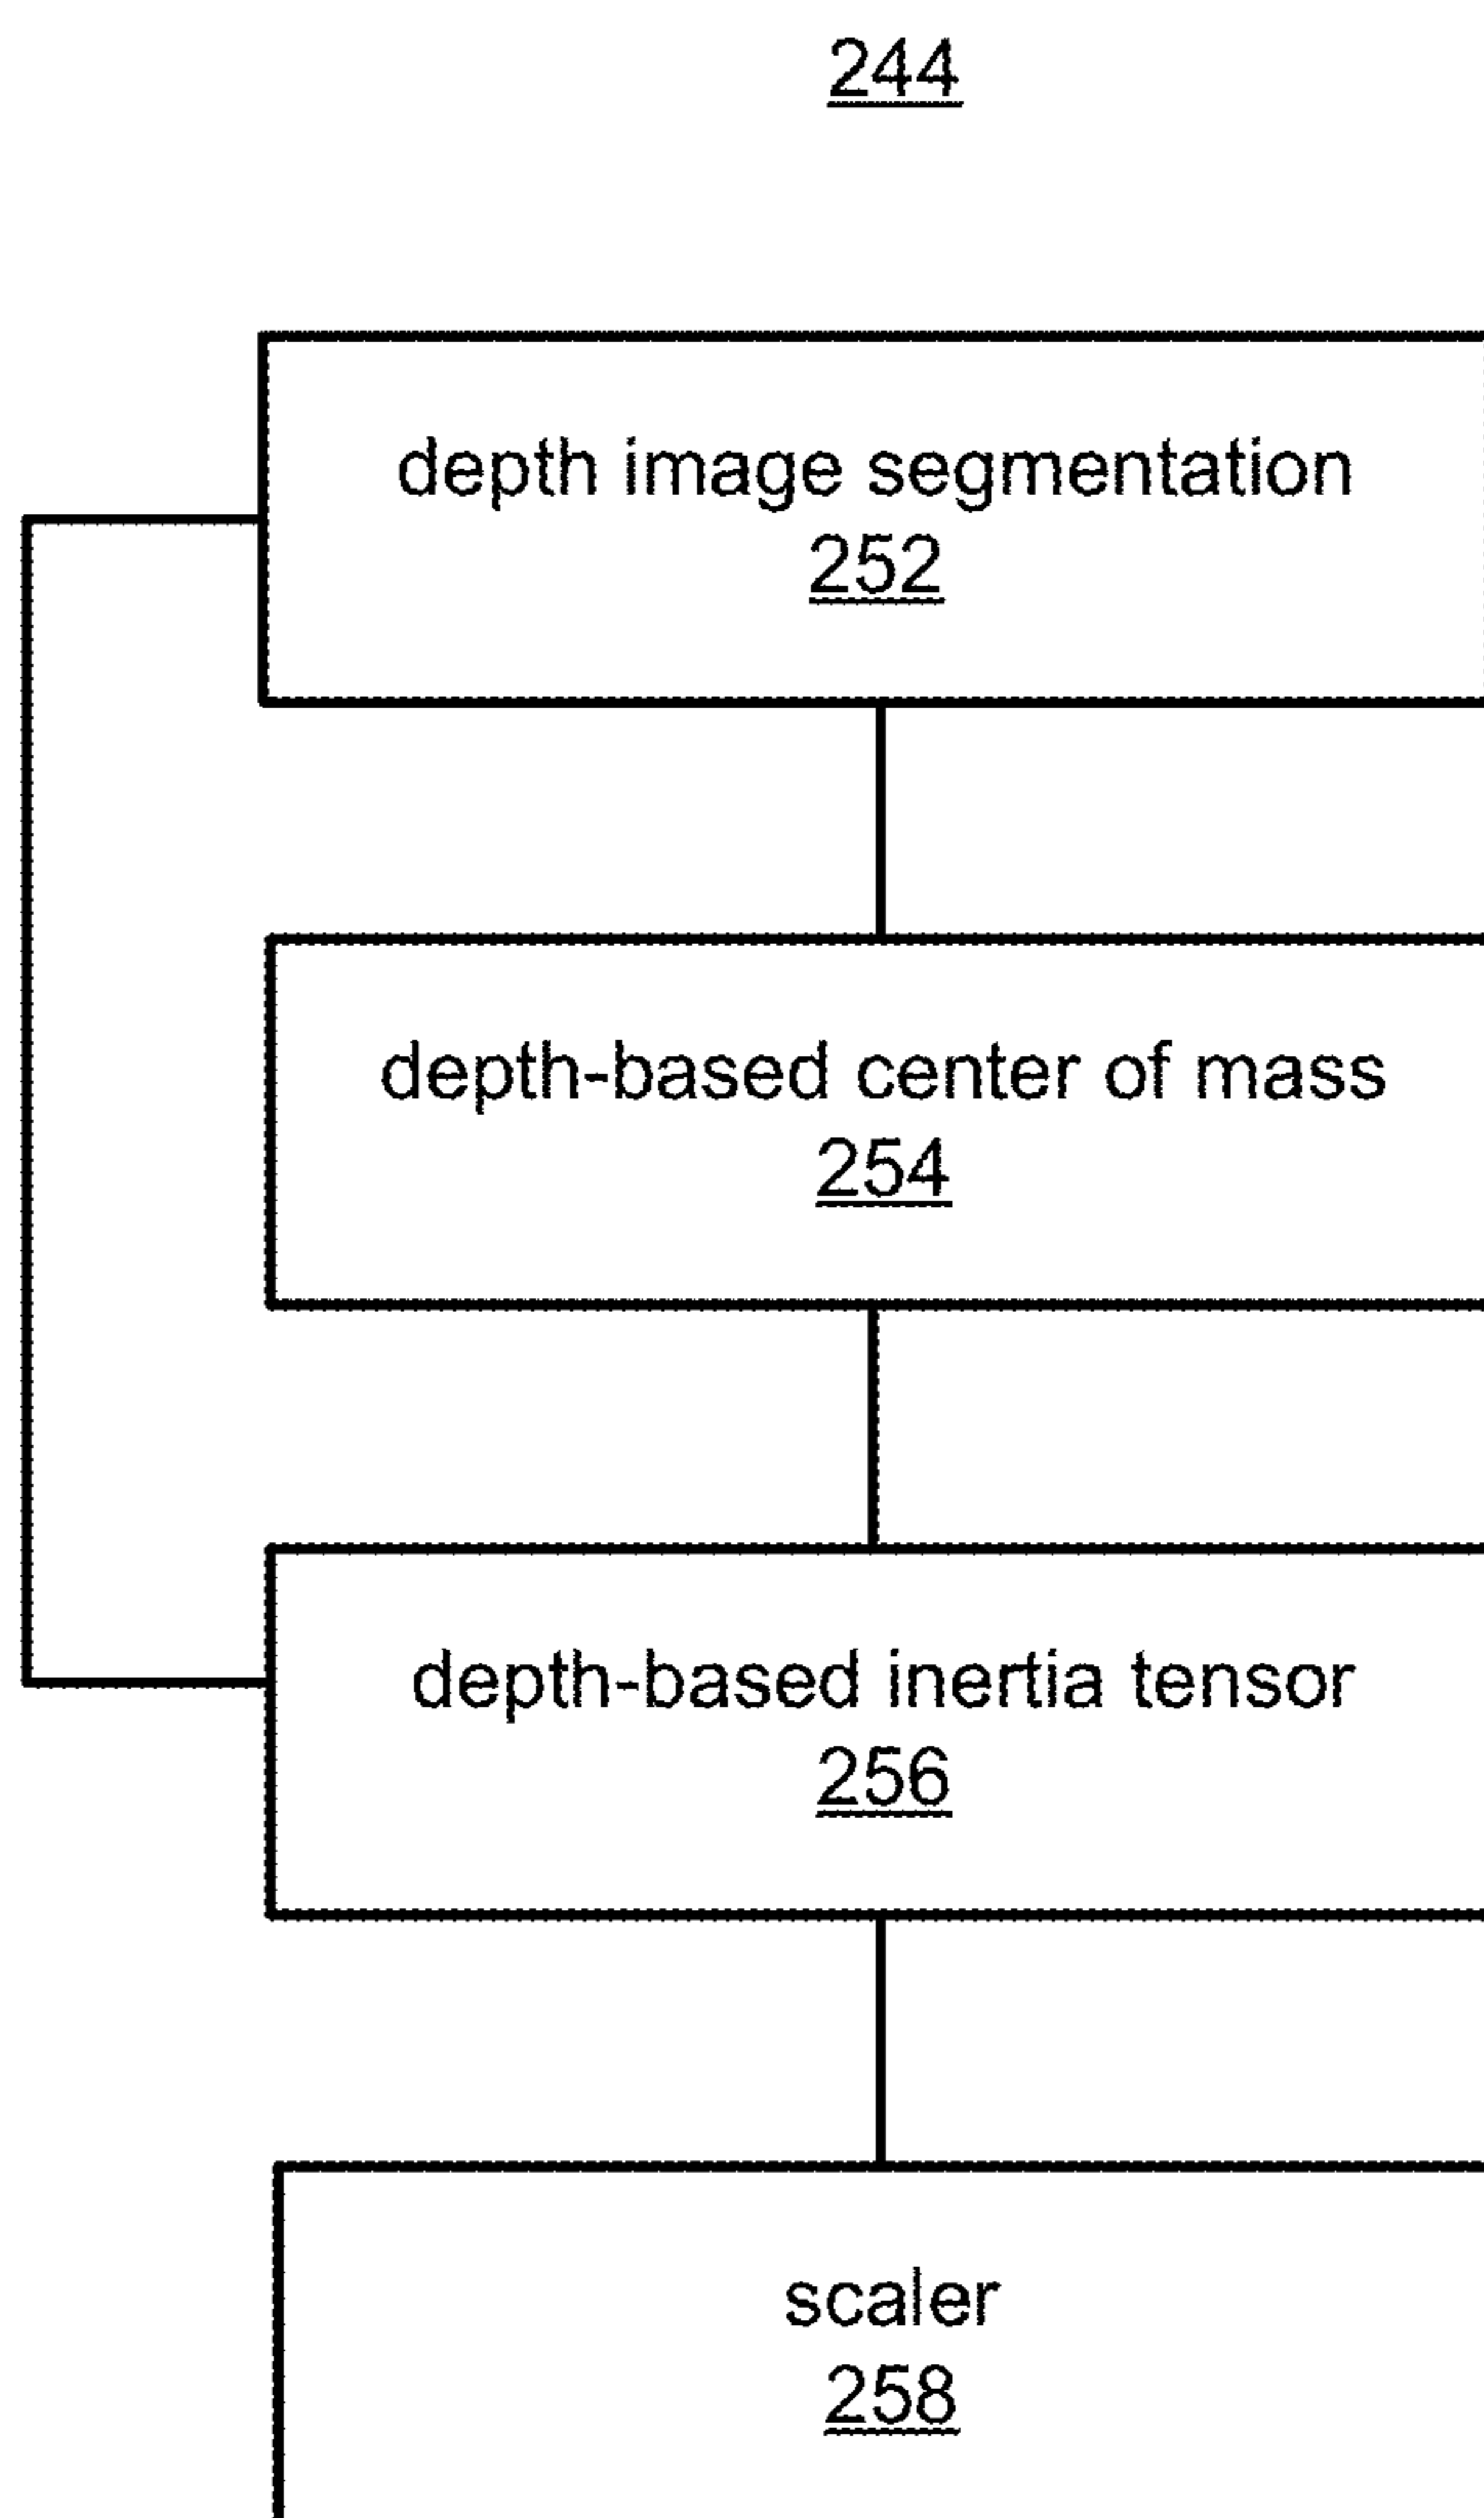 244
depth image segmentation
252
depth-based center of mass
254
depth-based inertia tensor
256
scaler
258